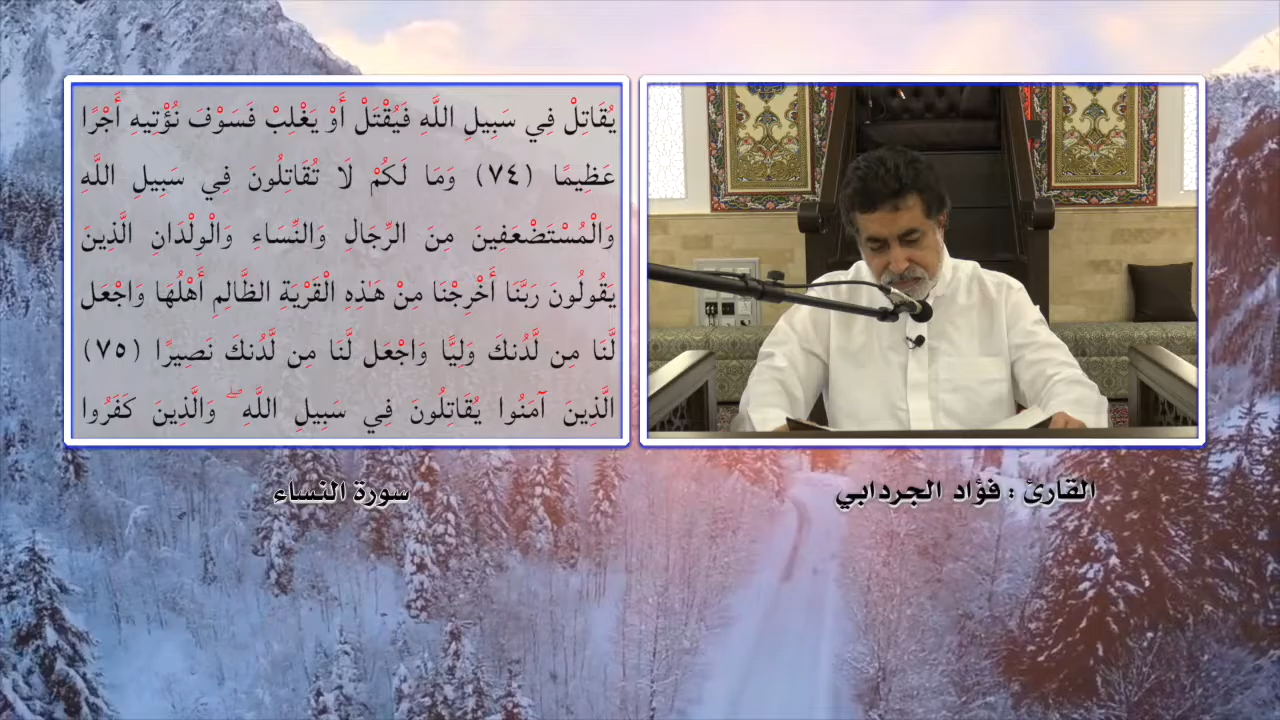 يُقَاتِلْ فِي سَبِيلِ اللَّهِ فَيُقْتَلْ أَوْ يَغْلِبْ فَسَوْفَ نُؤْتِيهِ أَجْرًا
عَظِيمًا (٧٤) وَمَا لَكُمْ لَا تُقَاتِلُونَ فِي سَبِيلِ اللَّهِ
وَالْمُسْتَضْعَفِينَ مِنَ الرِّجَالِ وَالنِّسَاءِ وَالْوِلْدَانِ الَّذِينَ
يَقُولُونَ رَبَّنَا أَخْرِجْنَا مِنْ هَٰذِهِ الْقَرْيَةِ الظَّالِمِ أَهْلُهَا وَاجْعَل
لَّنَا مِن لَّدُنكَ وَلِيًّا وَاجْعَل لَّنَا مِن لَّدُنكَ نَصِيرًا (٧٥)
الَّذِينَ آمَنُوا يُقَاتِلُونَ فِي سَبِيلِ اللَّهِ ۖ وَالَّذِينَ كَفَرُوا
القارئ : فؤاد الجردابي
سورة النساء